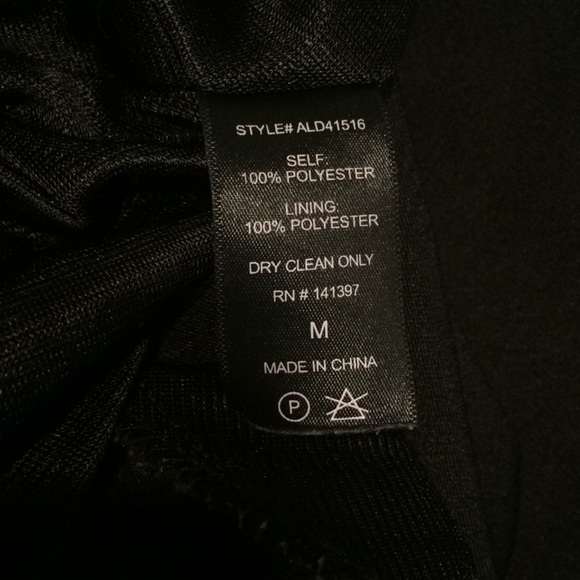 STYLE# ALD41516
SELF:
100% POLYESTER
LINING:
100% POLYESTER
DRY CLEAN ONLY
RN # 141397
M
MADE IN CHINA
P